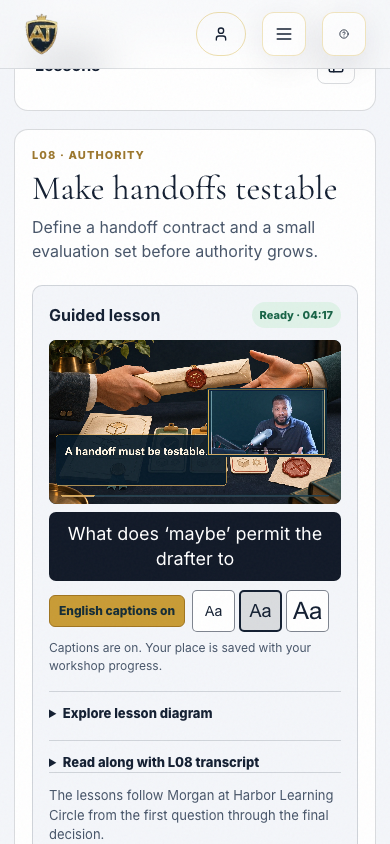 AT
Lessons
L08 · AUTHORITY
Make handoffs testable
Define a handoff contract and a small
evaluation set before authority grows.
Guided lesson
Ready · 04:17
A handoff must be testable.
What does ‘maybe’ permit the
drafter to
English captions on
Aa
Aa
Aa
Captions are on. Your place is saved with your
workshop progress.
Explore lesson diagram
Read along with L08 transcript
The lessons follow Morgan at Harbor Learning
Circle from the first question through the final
decision.